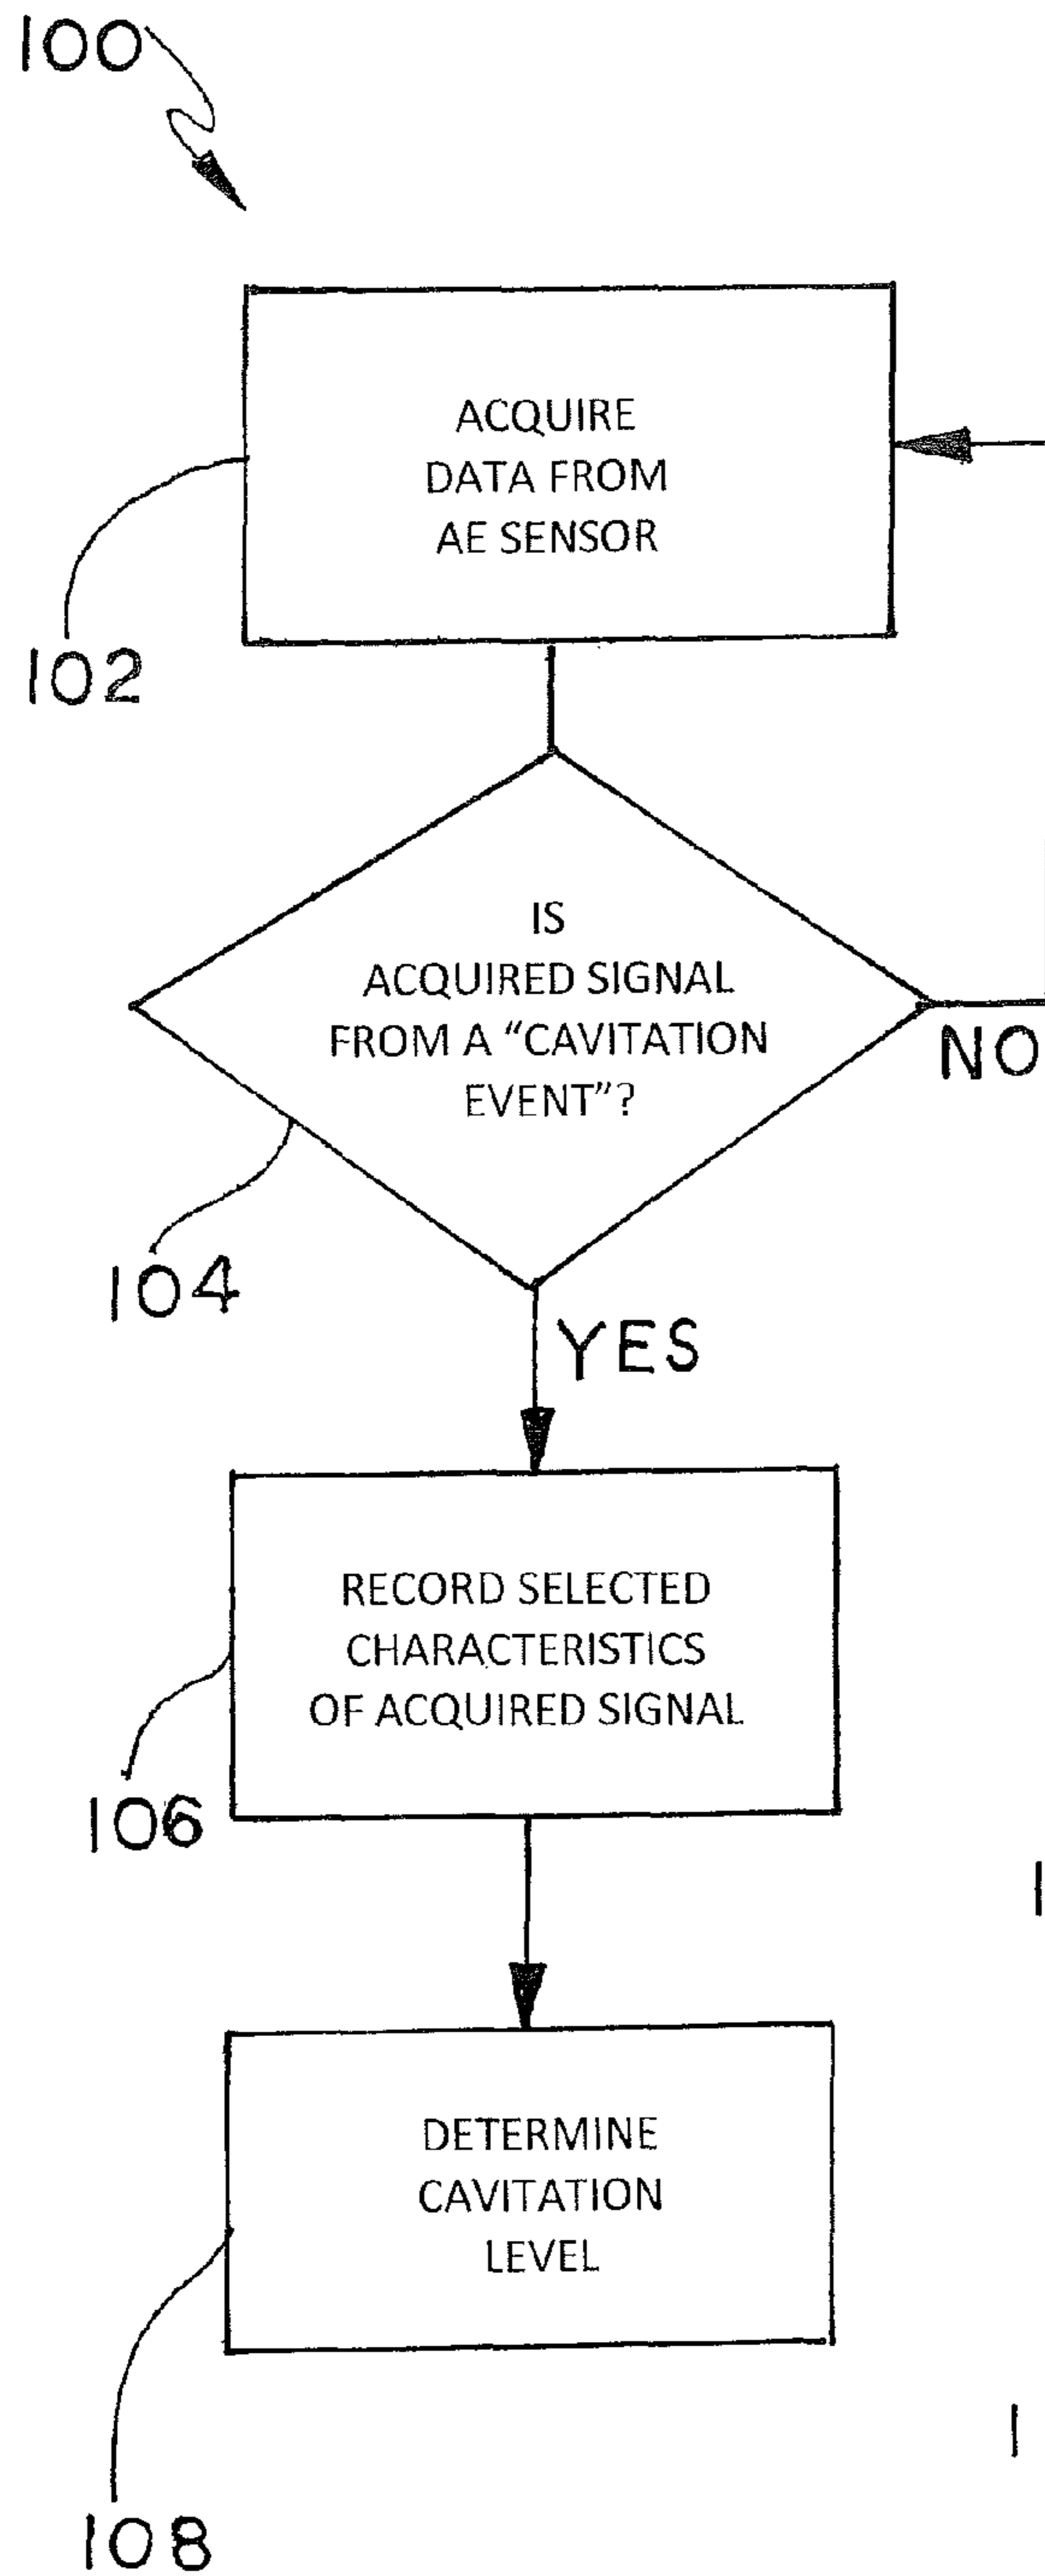 100
ACQUIRE
DATA FROM
AE SENSOR
102
IS
ACQUIRED SIGNAL
FROM A "CAVITATION
EVENT"?
NO
104
YES
RECORD SELECTED
CHARACTERISTICS
OF ACQUIRED SIGNAL
106
DETERMINE
CAVITATION
LEVEL
108